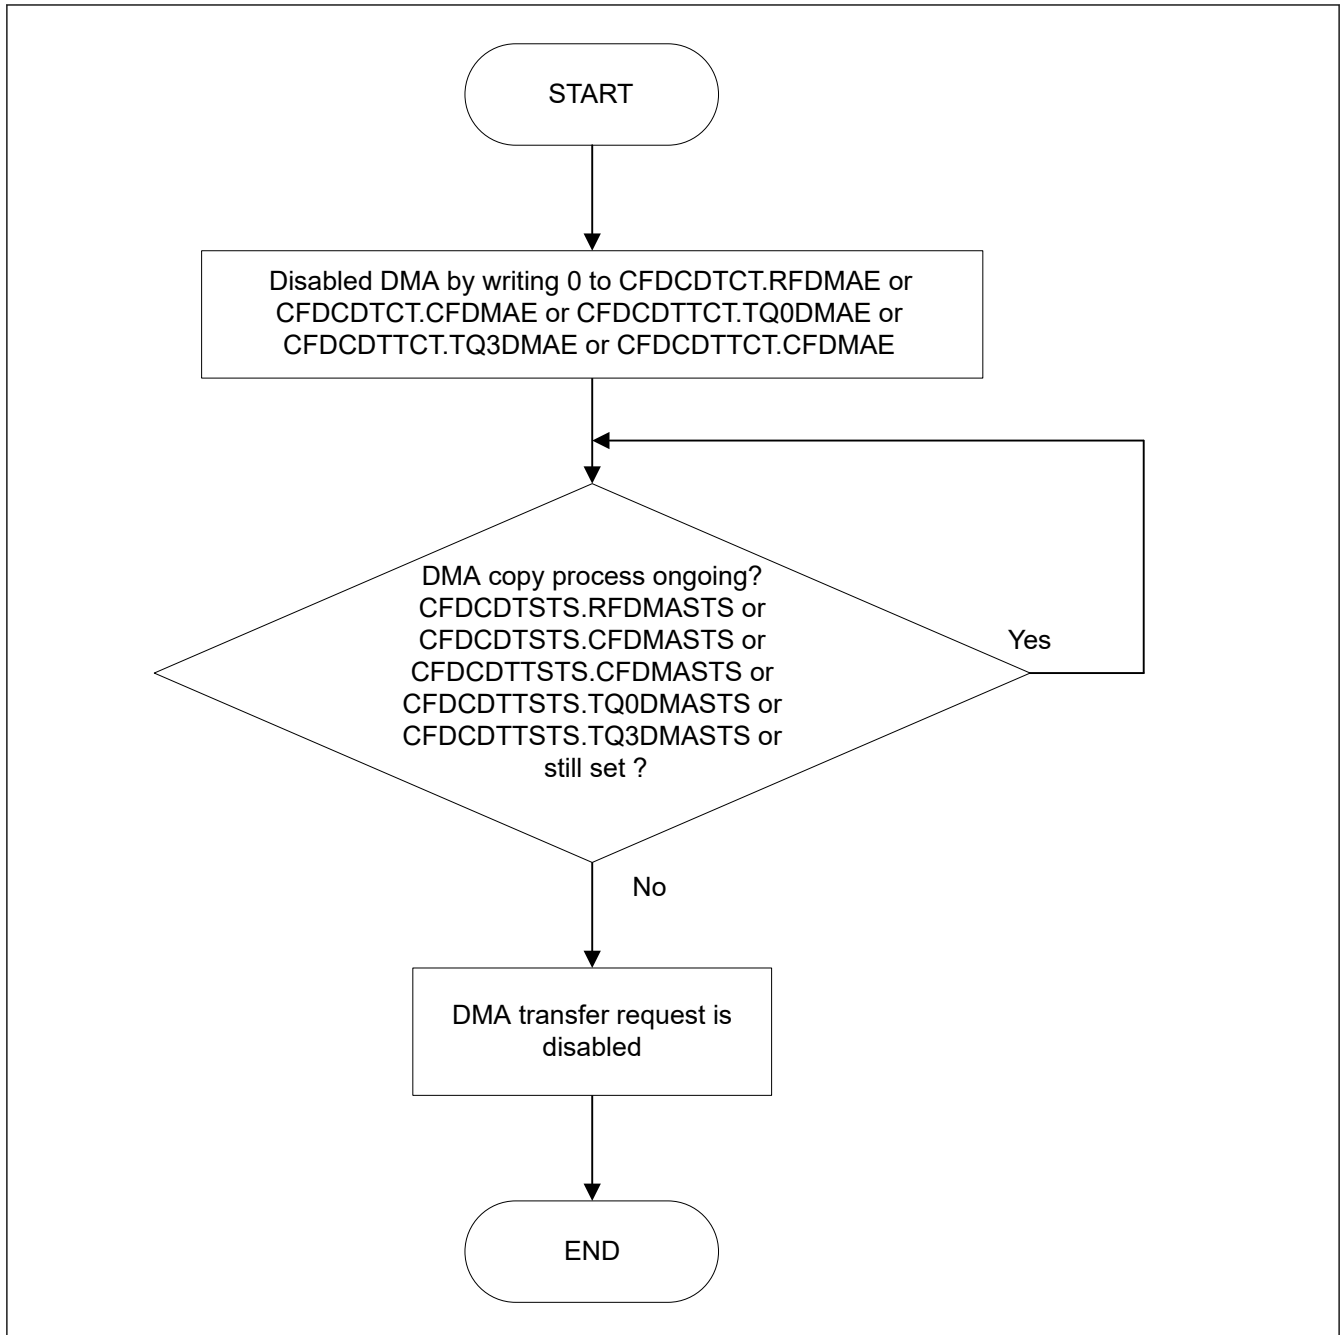 START
Disabled DMA by writing 0 to CFDCDTCT.RFDMAE or
CFDCDTCT.CFDMAE or CFDCDTTCT.TQ0DMAE or
CFDCDTTCT.TQ3DMAE or CFDCDTTCT.CFDMAE
DMA copy process ongoing?
CFDCDTSTS.RFDMASTS or
CFDCDTSTS.CFDMASTS or
CFDCDTTSTS.CFDMASTS or
CFDCDTTSTS.TQ0DMASTS or
CFDCDTTSTS.TQ3DMASTS or
still set ?
Yes
No
DMA transfer request is
disabled
END